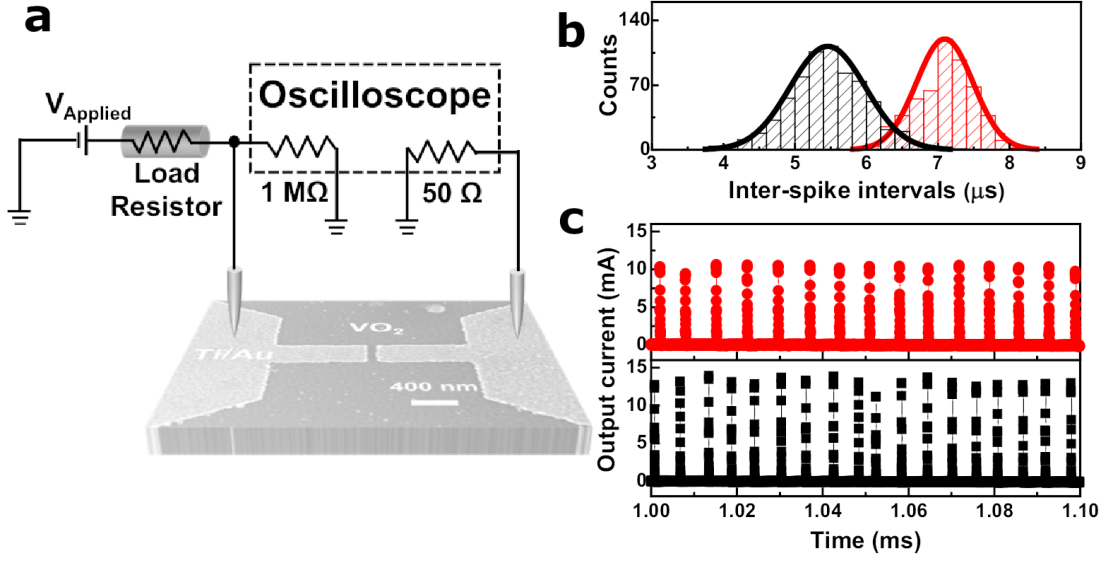 a
V_Applied
Load
Resistor
Oscilloscope
1 MΩ
50 Ω
VO₂
Ti/Au
400 nm
b
Counts
140
70
0
3 4 5 6 7 8 9
Inter-spike intervals (μs)
c
Output current (mA)
15
10
5
0
15
10
5
0
1.00 1.02 1.04 1.06 1.08 1.10
Time (ms)